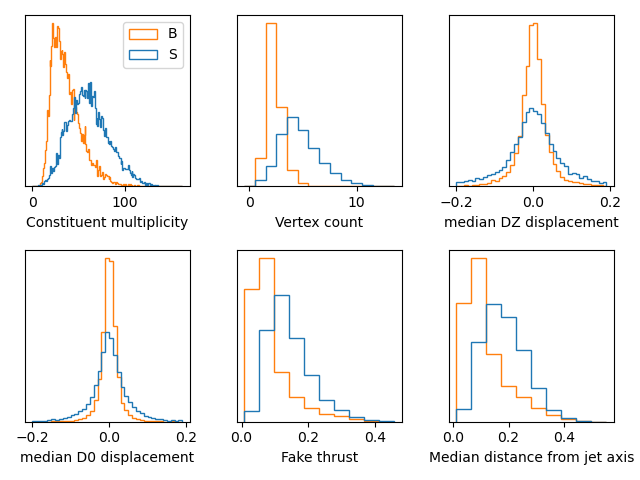 B
S
0 100
Constituent multiplicity
0 10
Vertex count
−0.2 0.0 0.2
median DZ displacement
−0.2 0.0 0.2
median D0 displacement
0.0 0.2 0.4
Fake thrust
0.0 0.2 0.4
Median distance from jet axis